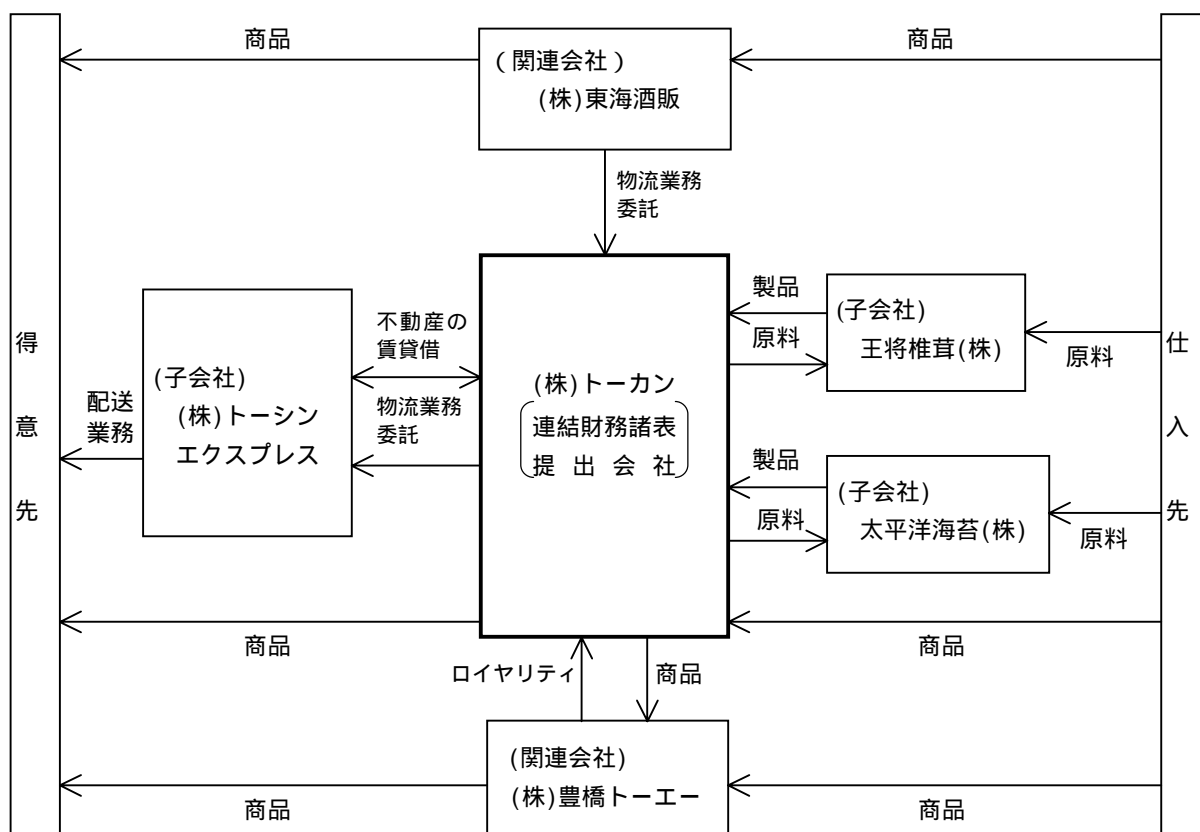 商品
商品
(関連会社)
(株)東海酒販
物流業務
委託
得意先
仕入先
(子会社)
(株)トーシン
エクスプレス
配送
業務
不動産の
賃貸借
物流業務
委託
(株)トーカン
連結財務諸表
提出会社
製品
原料
(子会社)
王将椎茸(株)
原料
製品
原料
(子会社)
太平洋海苔(株)
原料
商品
商品
ロイヤリティ
商品
(関連会社)
(株)豊橋トーエー
商品
商品